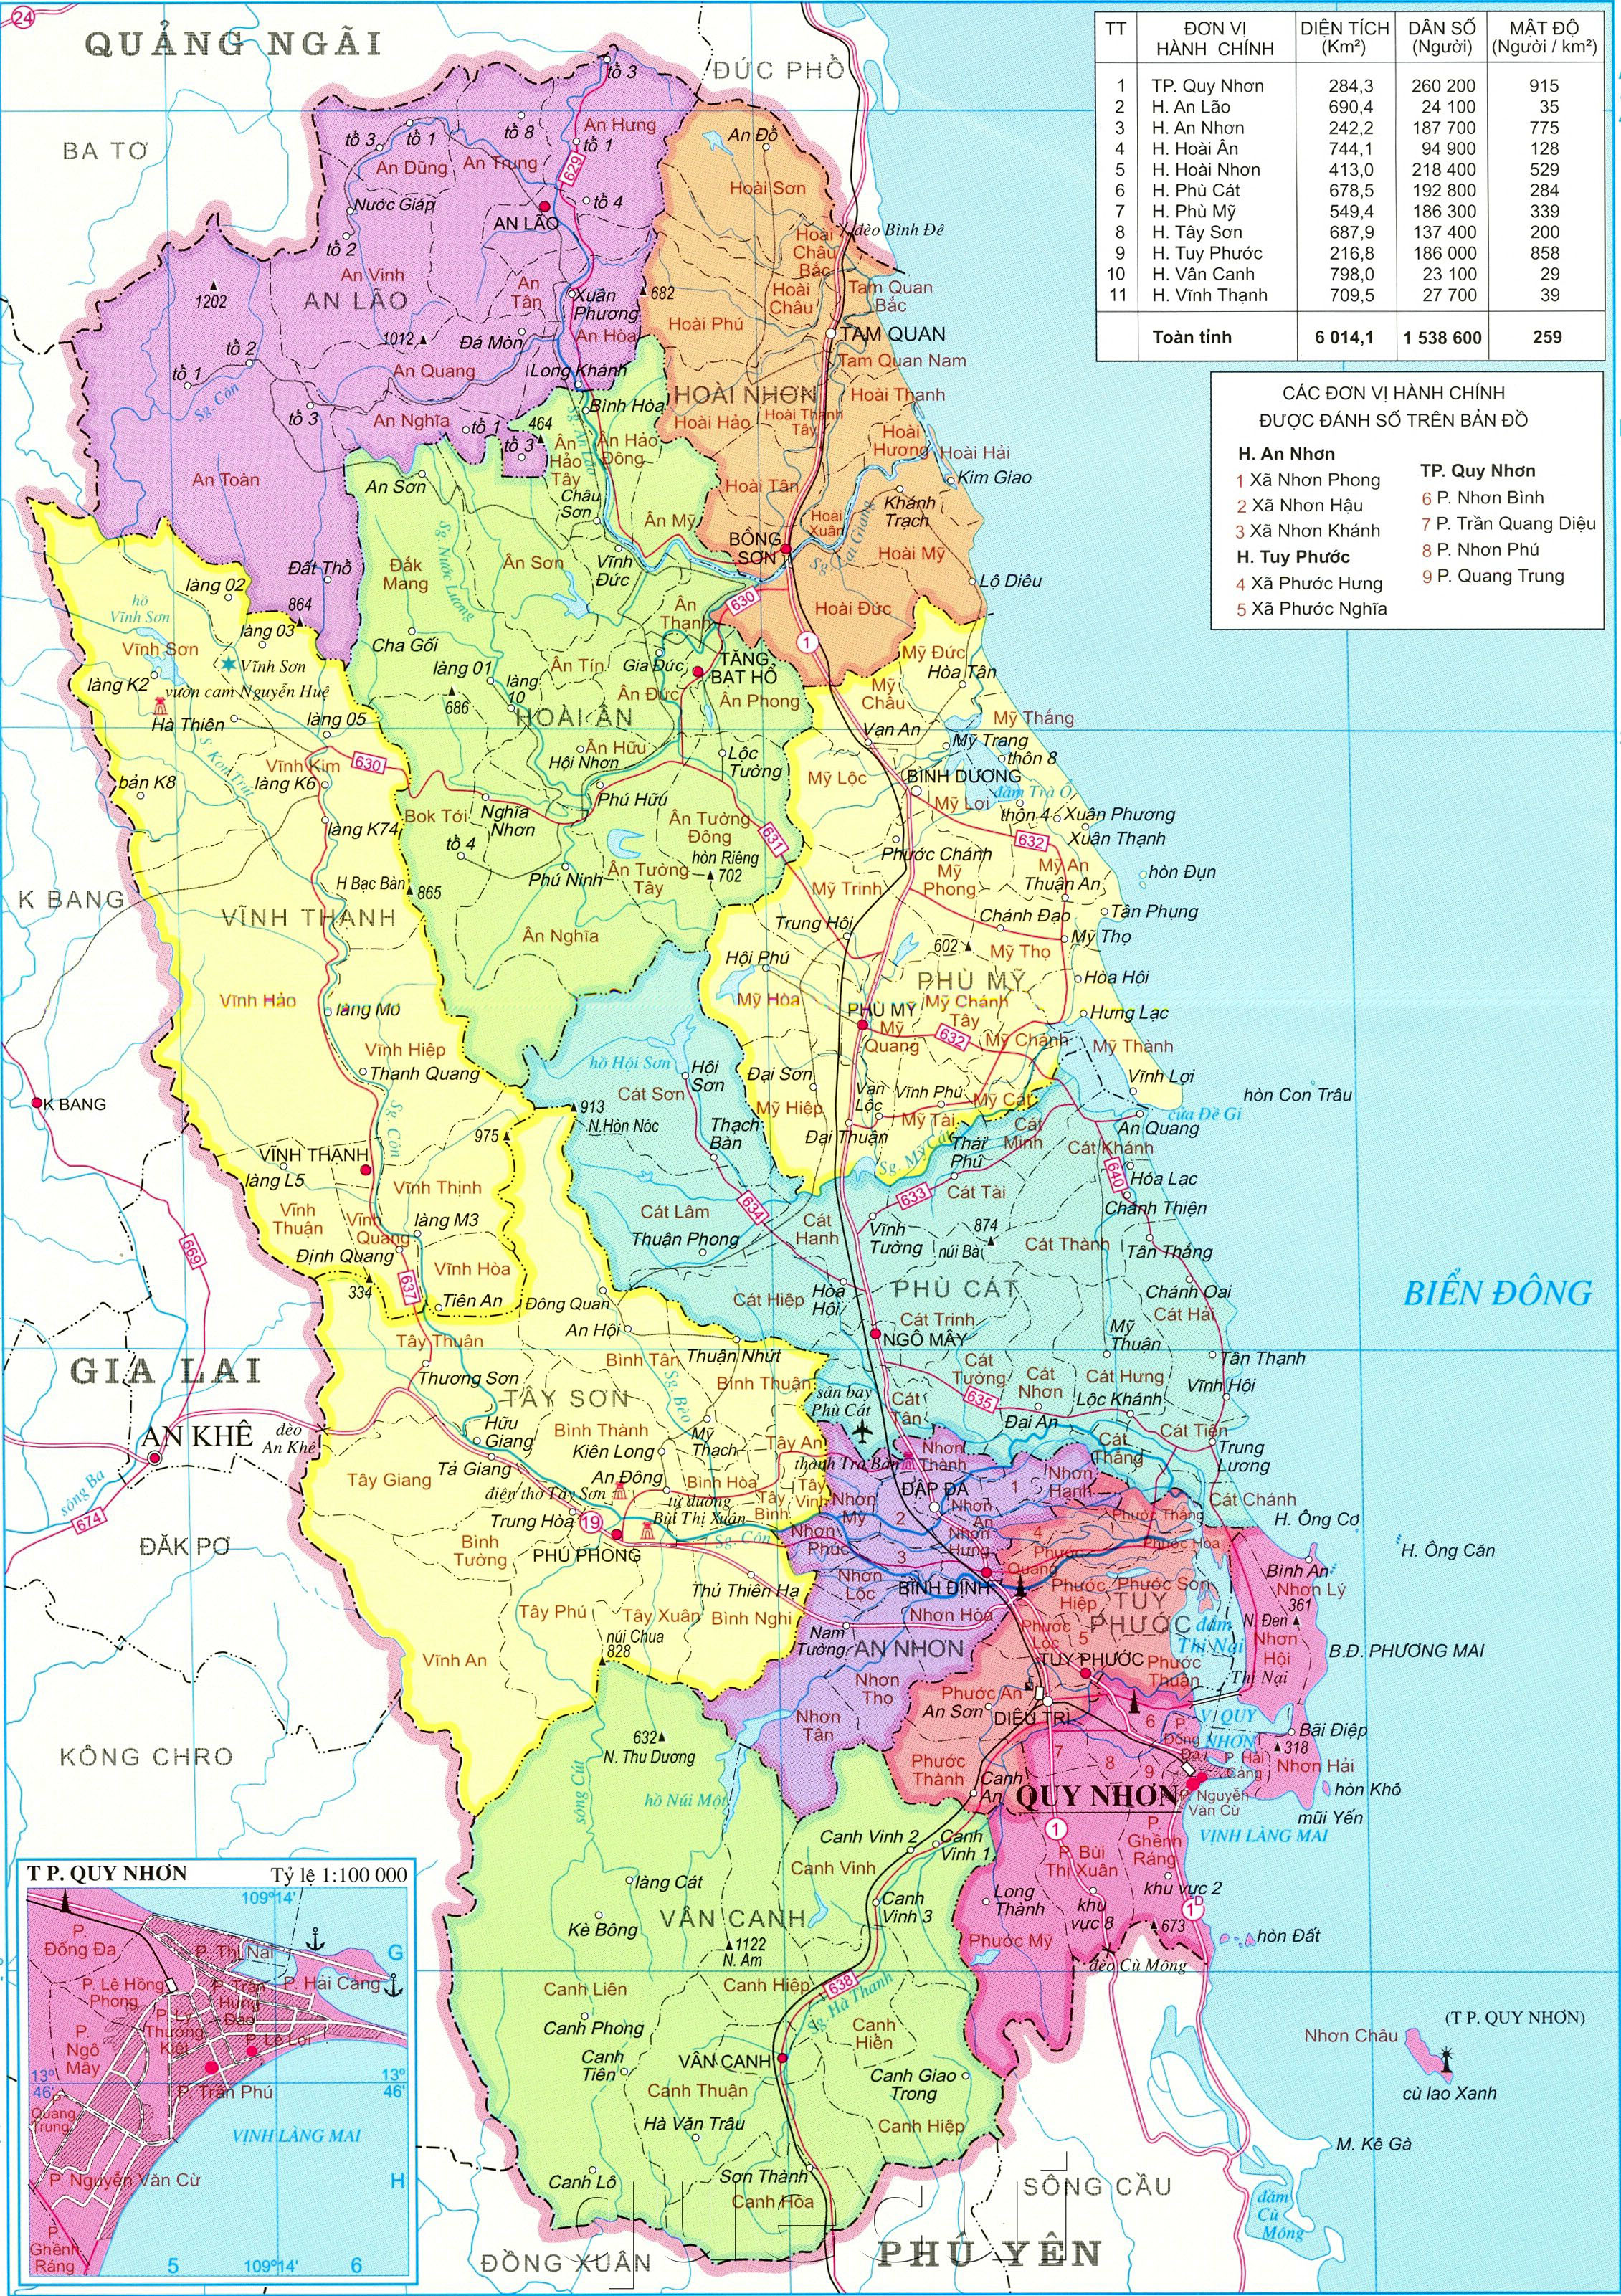 24
QUẢNG NGÃI
ĐỨC PHỔ
BA TƠ
TT ĐƠN VỊ HÀNH CHÍNH DIỆN TÍCH (Km²) DÂN SỐ (Người) MẬT ĐỘ (Người / km²)
1 TP. Quy Nhơn 284,3 260 200 915
2 H. An Lão 690,4 24 100 35
3 H. An Nhơn 242,2 187 700 775
4 H. Hoài Ân 744,1 94 900 128
5 H. Hoài Nhơn 413,0 218 400 529
6 H. Phù Cát 678,5 192 800 284
7 H. Phù Mỹ 549,4 186 300 339
8 H. Tây Sơn 687,9 137 400 200
9 H. Tuy Phước 216,8 186 000 858
10 H. Vân Canh 798,0 23 100 29
11 H. Vĩnh Thạnh 709,5 27 700 39
Toàn tỉnh 6 014,1 1 538 600 259
CÁC ĐƠN VỊ HÀNH CHÍNH
ĐƯỢC ĐÁNH SỐ TRÊN BẢN ĐỒ
H. An Nhơn
1 Xã Nhơn Phong
2 Xã Nhơn Hậu
3 Xã Nhơn Khánh
H. Tuy Phước
4 Xã Phước Hưng
5 Xã Phước Nghĩa
TP. Quy Nhơn
6 P. Nhơn Bình
7 P. Trần Quang Diệu
8 P. Nhơn Phú
9 P. Quang Trung
tổ 3
An Hưng
tổ 1
tổ 8
tổ 1
tổ 3
An Dũng
An Trung
629
Nước Giáp
tổ 4
AN LÃO
tổ 2
An Vinh
AN LÃO
1202
An Tân
Xuân Phương
682
1012
Đá Mòn
An Hòa
tổ 2
tổ 1
An Quang
Long Khánh
Sg. Côn
tổ 3
An Nghĩa
tổ 1
tổ 3
464
An Toàn
Đất Thổ
864
An Đỗ
Hoài Sơn
Hoài Châu Bắc
đèo Bình Đê
Hoài Châu
Tam Quan Bắc
Hoài Phú
TAM QUAN
Tam Quan Nam
HOÀI NHƠN
Hoài Thanh
Hoài Hảo
Hoài Thanh Tây
Hoài Hương
Hoài Hải
Kim Giao
Hoài Tân
Hoài Xuân
Khánh Trạch
BỒNG SƠN
Sg. Lại Giang
Hoài Mỹ
Lộ Diêu
Hoài Đức
630
1
Bình Hòa
Sg. An Lão
Ân Hảo Tây
Ân Hảo Đông
An Sơn
Châu Sơn
Ân Mỹ
Sg. Nước Lương
Đắk Mang
Ân Sơn
Vĩnh Đức
Ân Thạnh
Cha Gối
làng 01
làng 10
Ân Tín
Gia Đức
TĂNG BẠT HỔ
Ân Đức
Ân Phong
686
HOÀI ÂN
Ân Hữu
Hội Nhơn
Lộc Tường
Phú Hữu
Bok Tới
Nghĩa Nhơn
tổ 4
Ân Tường Đông
631
hòn Riêng
702
Phú Ninh
Ân Tường Tây
Ân Nghĩa
làng 02
hồ Vĩnh Sơn
làng 03
Vĩnh Sơn
Vĩnh Sơn
làng K2
vườn cam Nguyễn Huệ
Hà Thiên
làng 05
S. Kon Trút
Vĩnh Kim
630
bản K8
làng K6
làng K74
H Bạc Bàn
865
K BANG
VĨNH THẠNH
Vĩnh Hảo
Vĩnh Hiệp
Thạnh Quang
K BANG
Sg. Côn
975
VĨNH THẠNH
làng L5
Vĩnh Thịnh
Vĩnh Thuận
Vĩnh Quang
làng M3
Định Quang
Vĩnh Hòa
334
637
Tiên An
669
Mỹ Đức
Hòa Tân
Mỹ Châu
Mỹ Thắng
Vạn An
Mỹ Trang
thôn 8
Mỹ Lộc
BÌNH DƯƠNG
đầm Trà Ổ
Mỹ Lợi
thôn 4
Xuân Phương
632
Xuân Thạnh
Phước Chánh
Mỹ An
Mỹ Phong
Thuận An
hòn Đụn
Mỹ Trinh
Chánh Đạo
Tân Phụng
Trung Hội
602
Mỹ Thọ
Mỹ Thọ
Hội Phú
PHÙ MỸ
Hòa Hội
Mỹ Hòa
PHÙ MỸ
Mỹ Chánh Tây
Hưng Lạc
Mỹ Quang
632
Mỹ Chánh
Mỹ Thành
Đại Sơn
Vạn Lộc
Vĩnh Phú
Vĩnh Lợi
hòn Con Trâu
Mỹ Hiệp
Mỹ Cát
Mỹ Tài
cửa Đề Gi
Đại Thuận
Sg. Mỹ Cát
hồ Hội Sơn
Hội Sơn
Cát Sơn
913
N.Hòn Nóc
Thạch Bàn
Cát Minh
Thái Phú
An Quang
Cát Khánh
640
Hóa Lạc
Chánh Thiện
633
Cát Tài
634
Cát Lâm
Thuận Phong
Cát Hanh
Vĩnh Tường
874
núi Bà
Cát Thành
Tân Thắng
Chánh Oai
Cát Hải
Cát Hiệp
Hòa Hội
PHÙ CÁT
Cát Trinh
NGÔ MÂY
Mỹ Thuận
Tân Thạnh
Cát Tường
Cát Nhơn
Cát Hưng
Vĩnh Hội
635
Lộc Khánh
sân bay Phù Cát
Cát Tân
Đại An
Cát Thắng
Cát Tiến
Trung Lương
Cát Chánh
H. Ông Cơ
H. Ông Căn
BIỂN ĐÔNG
GIA LAI
AN KHÊ
đèo An Khê
sông Ba
674
ĐĂK PƠ
KÔNG CHRO
Đông Quan
An Hội
Tây Thuận
Bình Tân
Thuận Nhứt
Thượng Sơn
TÂY SƠN
Sg. Bèo
Bình Thuận
Hữu Giang
Bình Thành
Kiên Long
Mỹ Thạch
Tây An
Tây Giang
Tả Giang
An Đông
Bình Hòa
điện thờ Tây Sơn
Tây Vinh
từ đường Bùi Thị Xuân
Tây Bình
Trung Hòa
19
Bình Tường
PHÚ PHONG
Sg. Côn
Thủ Thiên Hạ
Tây Phú
Tây Xuân
Bình Nghi
núi Chua
828
Vĩnh An
thành Trà Bàn
Nhơn Thành
ĐẬP ĐÁ
1
Nhơn Hạnh
Nhơn Mỹ
2
Nhơn An
Nhơn Phúc
3
Nhơn Hưng
Nhơn Lộc
BÌNH ĐỊNH
Nhơn Hòa
Nam Tường
AN NHƠN
Nhơn Thọ
Nhơn Tân
Phước Thắng
4
Phước Hòa
Phước Quang
Phước Hiệp
Phước Sơn
TUY PHƯỚC
Phước Lộc
5
đầm Thị Nại
TUY PHƯỚC
Phước Thuận
Phước An
An Sơn
DIÊU TRÌ
Phước Thành
Bình An
Nhơn Lý
361
N. Đen
Nhơn Hội
B.Đ. PHƯƠNG MAI
Thị Nại
6
P. Đống Đa
VỊ QUY NHƠN
Bãi Điệp
7
8
9
P. Hải Cảng
318
Nhơn Hải
hòn Khô
QUY NHƠN
P. Nguyễn Văn Cừ
mũi Yến
1
P. Ghềnh Ráng
VỊNH LÀNG MAI
P. Bùi Thị Xuân
khu vực 2
Long Thành
khu vực 8
1D
673
Phước Mỹ
hòn Đất
đèo Cù Mông
632
N. Thu Dương
sông Cút
hồ Núi Một
Canh An
Canh Vinh 2
Canh Vinh 1
Canh Vinh
làng Cát
Canh Vinh 3
Kè Bông
VÂN CANH
1122
N. Am
Canh Liên
Canh Hiệp
638
Sg. Hà Thanh
Canh Phong
Canh Hiển
Canh Tiên
VÂN CANH
Canh Thuận
Canh Giao Trong
Hà Văn Trâu
Canh Hiệp
Canh Lô
Sơn Thành
Canh Hòa
(T P. QUY NHƠN)
Nhơn Châu
cù lao Xanh
M. Kê Gà
SÔNG CẦU
đầm Cù Mông
ĐỒNG XUÂN
PHÚ YÊN
T P. QUY NHƠN Tỷ lệ 1:100 000
109°14'
P. Đống Đa
P. Thị Nại
G
P. Lê Hồng Phong
P. Trần Hưng Đạo
P. Hải Cảng
P. Lý Thường Kiệt
P. Lê Lợi
P. Ngô Mây
13° 46'
13° 46'
P. Trần Phú
P. Quang Trung
VỊNH LÀNG MAI
P. Nguyễn Văn Cừ
H
P. Ghềnh Ráng
5
109°14'
6